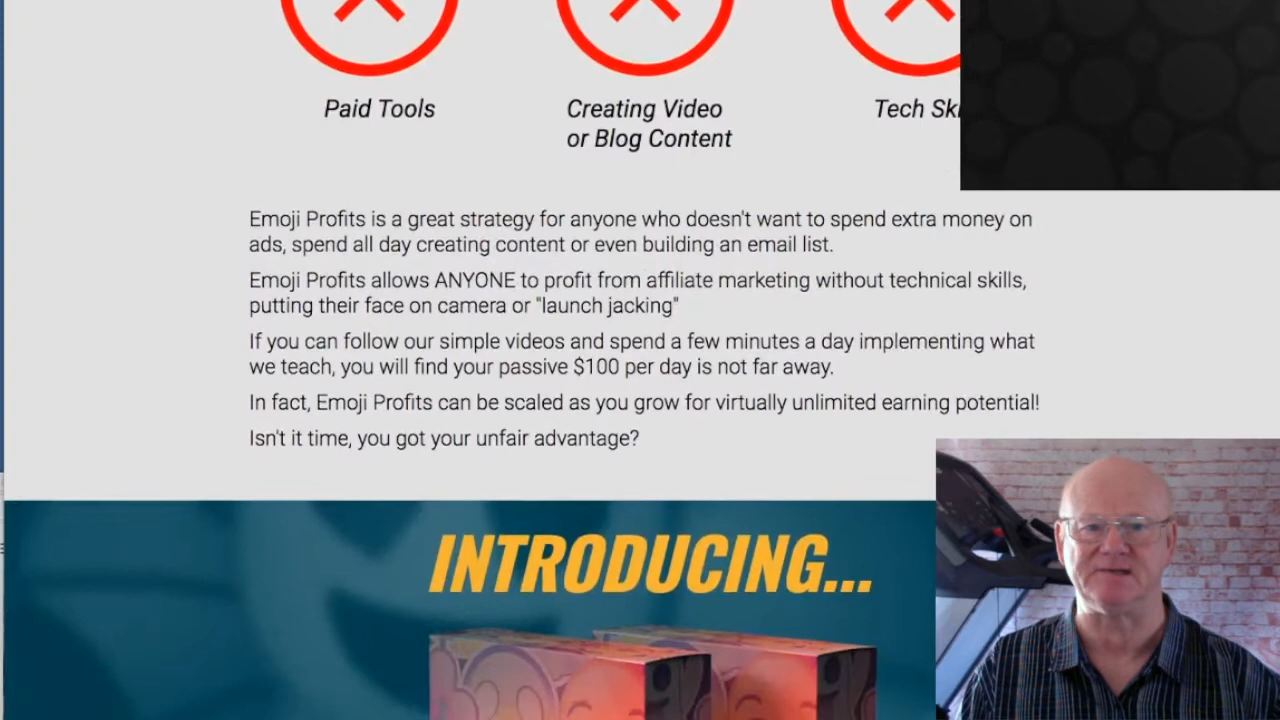 Paid Tools
Creating Video
or Blog Content
Tech
Emoji Profits is a great strategy for anyone who doesn't want to spend extra money on
ads, spend all day creating content or even building an email list.
Emoji Profits allows ANYONE to profit from affiliate marketing without technical skills,
putting their face on camera or "launch jacking"
If you can follow our simple videos and spend a few minutes a day implementing what
we teach, you will find your passive $100 per day is not far away.
In fact, Emoji Profits can be scaled as you grow for virtually unlimited earning potential!
Isn't it time, you got your unfair advantage?
INTRODUCING...